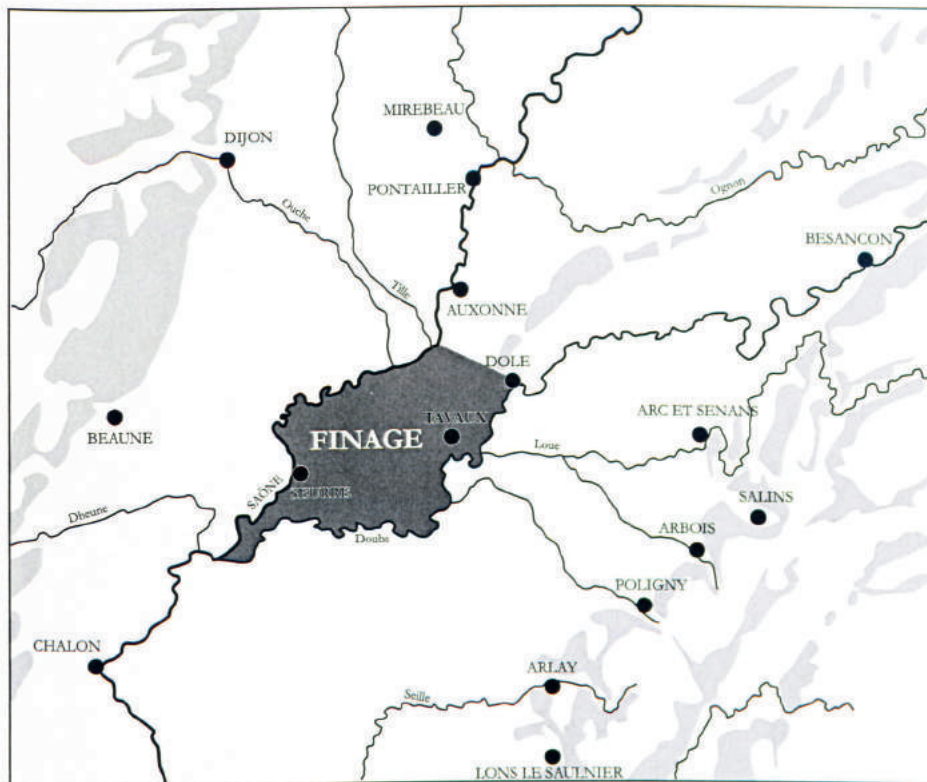 MIREBEAU
DIJON
PONTAILLER
Ognon
Ouche
BESANCON
Tille
AUXONNE
DOLE
TAVAUX
ARC ET SENANS
BEAUNE
FINAGE
Loue
SAÔNE
SEURRE
SALINS
Dheune
Doubs
ARBOIS
POLIGNY
CHALON
ARLAY
Seille
LONS LE SAULNIER